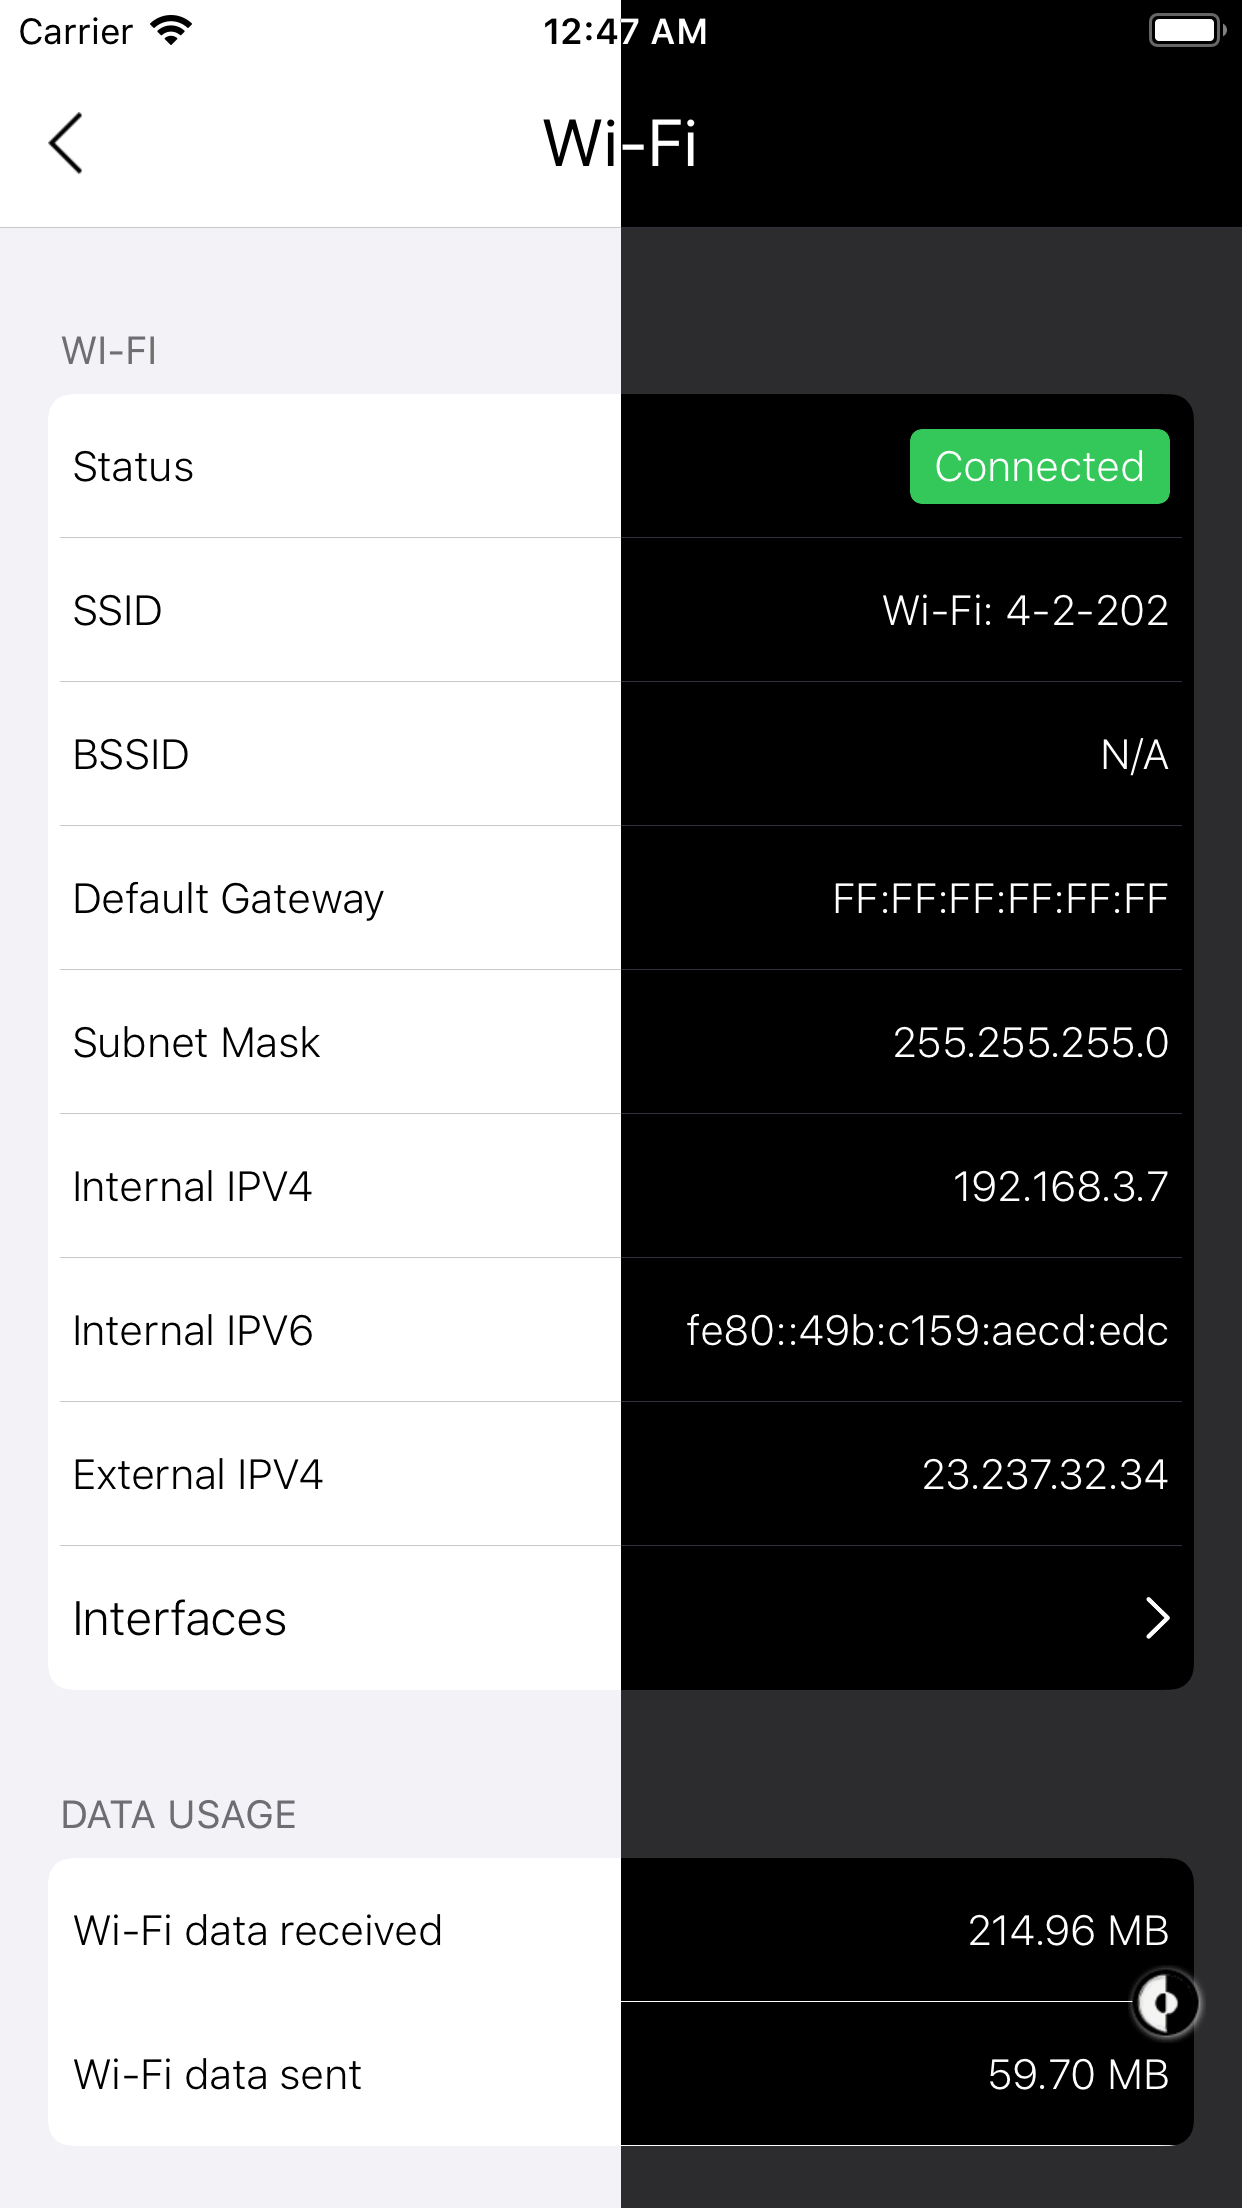 Carrier 12:47 AM
Wi-Fi
WI-FI
Status Connected
SSID Wi-Fi: 4-2-202
BSSID N/A
Default Gateway FF:FF:FF:FF:FF:FF
Subnet Mask 255.255.255.0
Internal IPV4 192.168.3.7
Internal IPV6 fe80::49b:c159:aecd:edc
External IPV4 23.237.32.34
Interfaces
DATA USAGE
Wi-Fi data received 214.96 MB
Wi-Fi data sent 59.70 MB